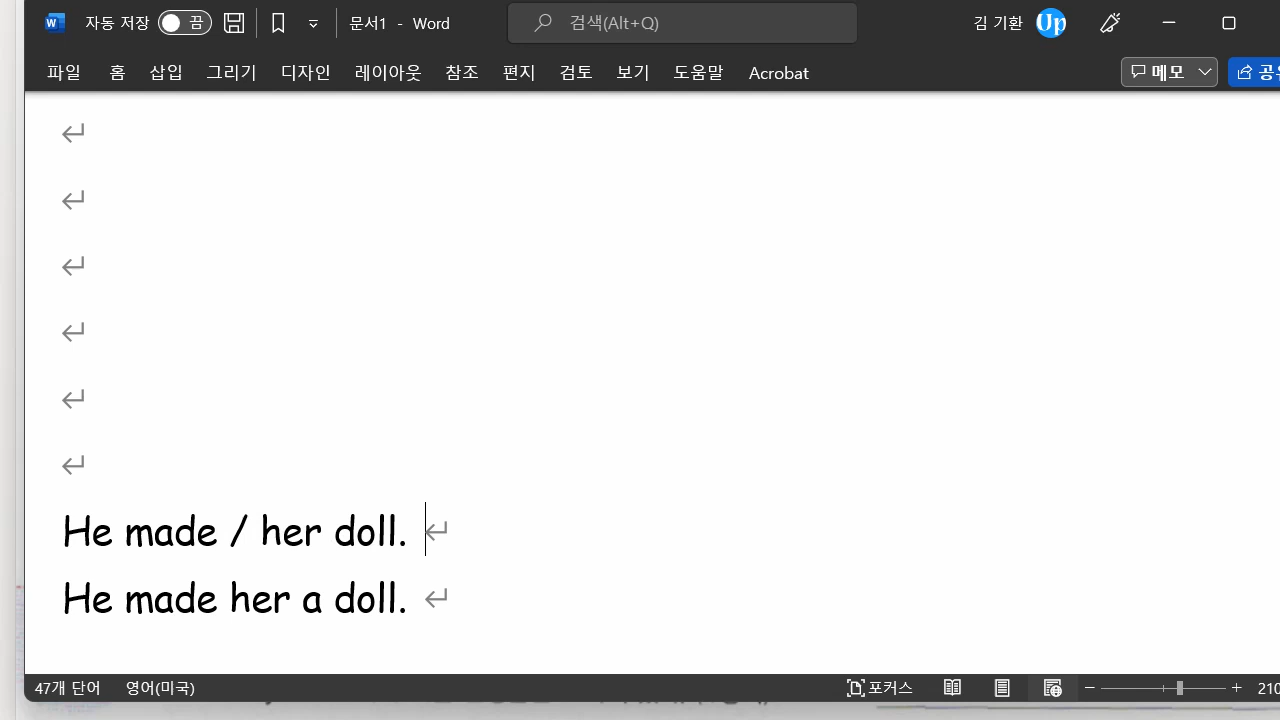 자동 저장 끔 문서1 - Word 검색(Alt+Q) 김 기환 Up
파일 홈 삽입 그리기 디자인 레이아웃 참조 편지 검토 보기 도움말 Acrobat 메모
He made / her doll.
He made her a doll.
47개 단어 영어(미국) 포커스